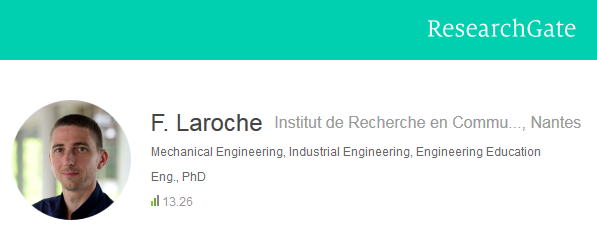 ResearchGate
F. Laroche Institut de Recherche en Commu..., Nantes
Mechanical Engineering, Industrial Engineering, Engineering Education
Eng., PhD
13.26